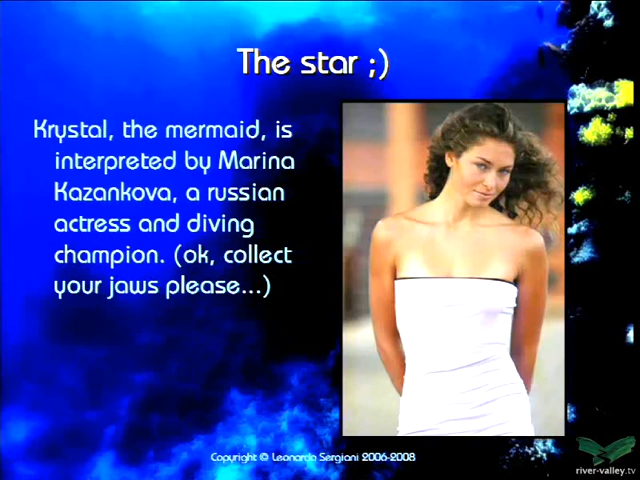 The star ;)
Krystal, the mermaid, is
interpreted by Marina
Kazankova, a russian
actress and diving
champion. (ok, collect
your jaws please...)
Copyright © Leonardo Sergiani 2006-2008
river-valley.tv